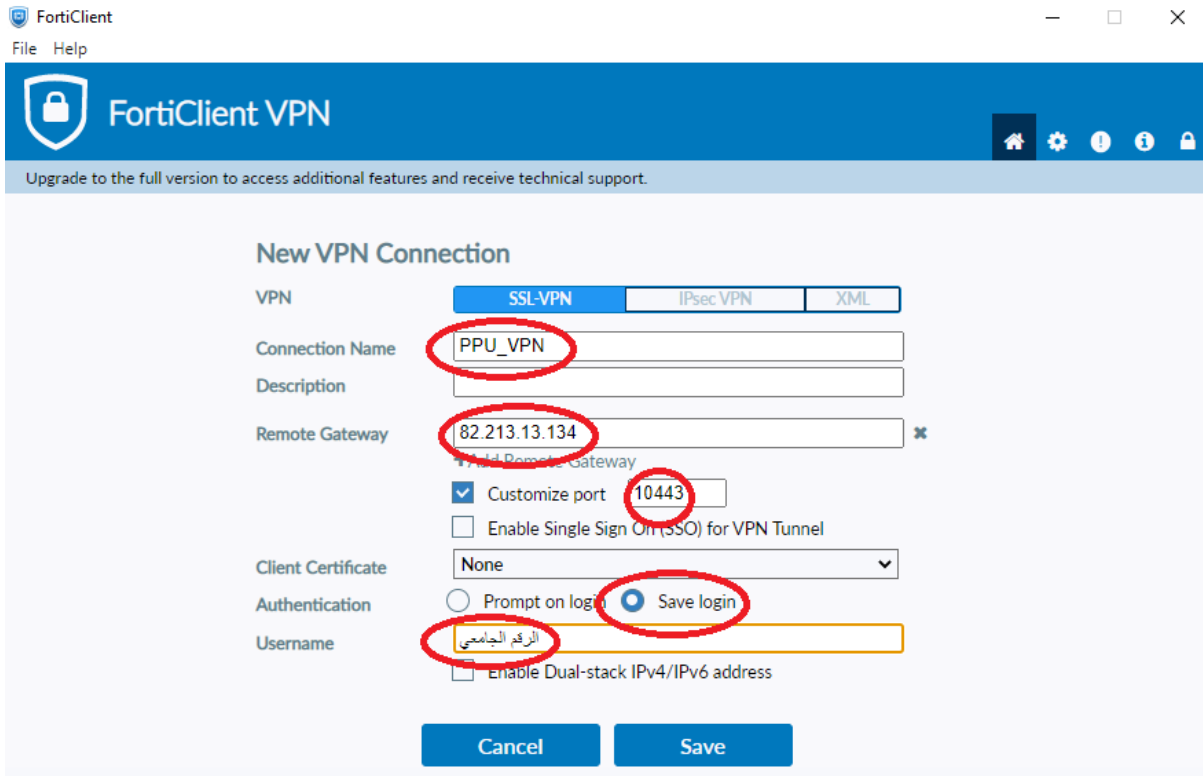 FortiClient
File Help
FortiClient VPN
Upgrade to the full version to access additional features and receive technical support.
New VPN Connection
VPN SSL-VPN IPsec VPN XML
Connection Name PPU_VPN
Description
Remote Gateway 82.213.13.134
+Add Remote Gateway
Customize port 10443
Enable Single Sign On (SSO) for VPN Tunnel
Client Certificate None
Authentication Prompt on login Save login
Username الرقم الجامعي
Enable Dual-stack IPv4/IPv6 address
Cancel Save